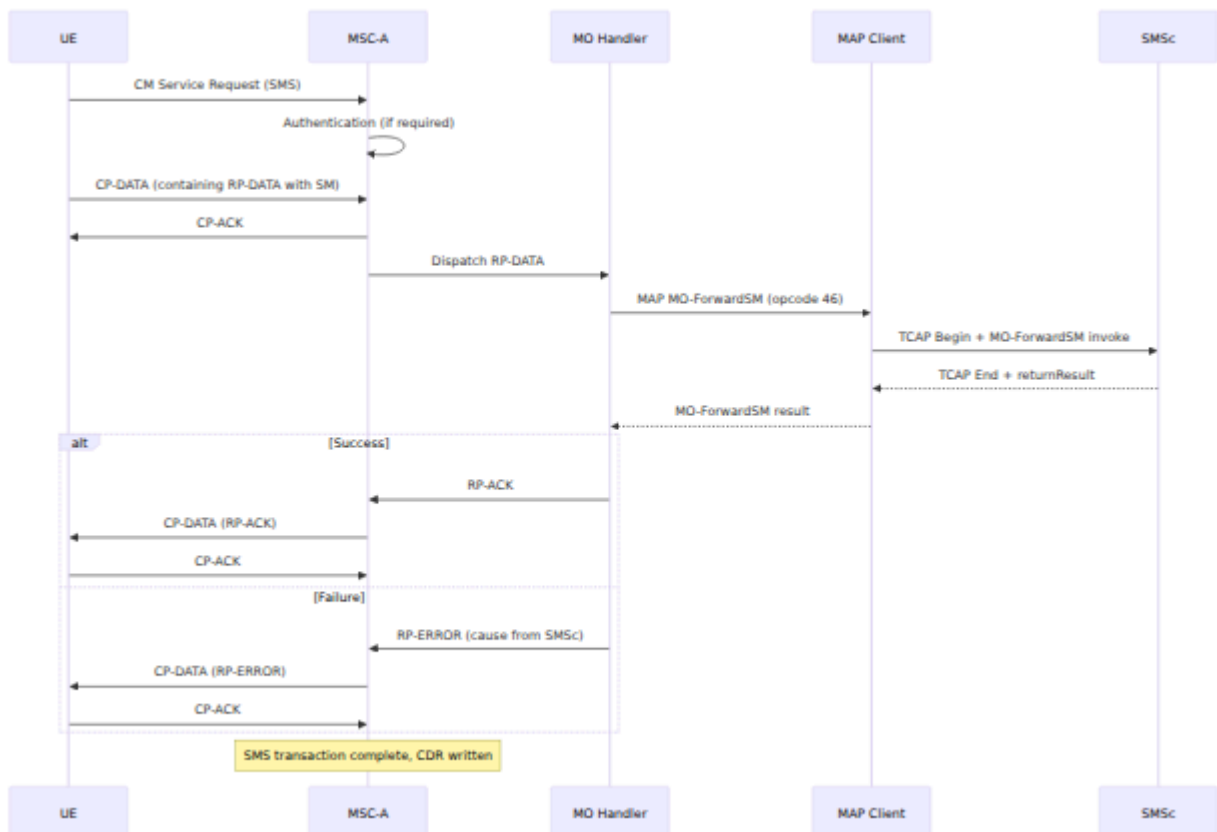 UE MSC-A MO Handler MAP Client SMSc
CM Service Request (SMS)
Authentication (if required)
CP-DATA (containing RP-DATA with SM)
CP-ACK
Dispatch RP-DATA
MAP MO-ForwardSM (opcode 46)
TCAP Begin + MO-ForwardSM invoke
TCAP End + returnResult
MO-ForwardSM result
alt [Success]
RP-ACK
CP-DATA (RP-ACK)
CP-ACK
[Failure]
RP-ERROR (cause from SMSc)
CP-DATA (RP-ERROR)
CP-ACK
SMS transaction complete, CDR written
UE MSC-A MO Handler MAP Client SMSc